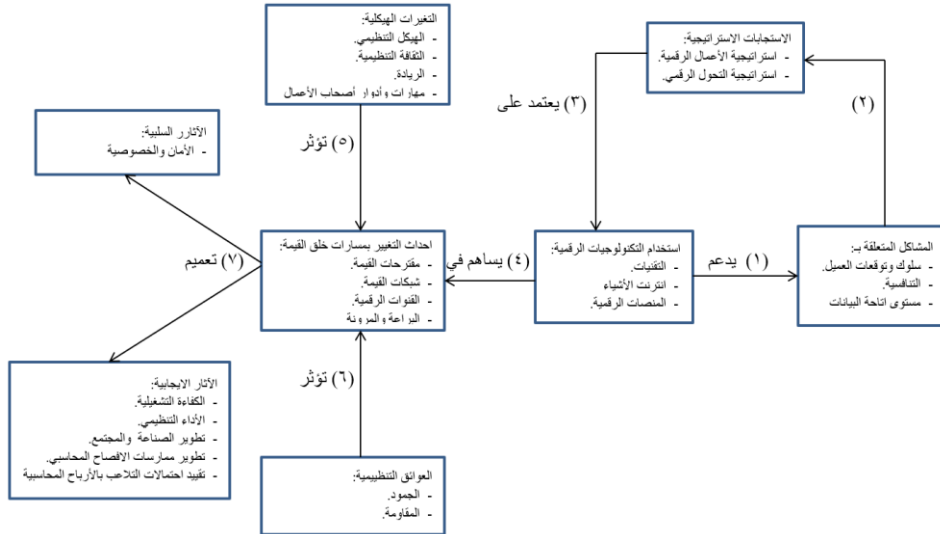 التغيرات الهيكلية:
- الهيكل التنظيمي.
- الثقافة التنظيمية.
- الريادة.
- مهارات وأدوار أصحاب الأعمال
الاستجابات الاستراتيجية:
- استراتيجية الأعمال الرقمية.
- استراتيجية التحول الرقمي.
(٢)
(٣) يعتمد على
(٥) تؤثر
الآثارر السلبية:
- الأمان والخصوصية
احداث التغيير بمسارات خلق القيمة:
- مقترحات القيمة.
- شبكات القيمة.
- القنوات الرقمية.
- البراعة والمرونة
استخدام التكنولوجيات الرقمية:
- التقنيات.
- انترنت الأشياء
- المنصات الرقمية.
المشاكل المتعلقة بـ:
- سلوك وتوقعات العميل.
- التنافسية.
- مستوى اتاحة البيانات
(١) يدعم
(٤) يساهم في
(٧) تعميم
(٦) تؤثر
الآثار الايجابية:
- الكفاءة التشغيلية.
- الأداء التنظيمي.
- تطوير الصناعة والمجتمع.
- تطوير ممارسات الافصاح المحاسبي.
- تقييد احتمالات التلاعب بالأرباح المحاسبية
العوائق التنظييمية:
- الجمود.
- المقاومة.